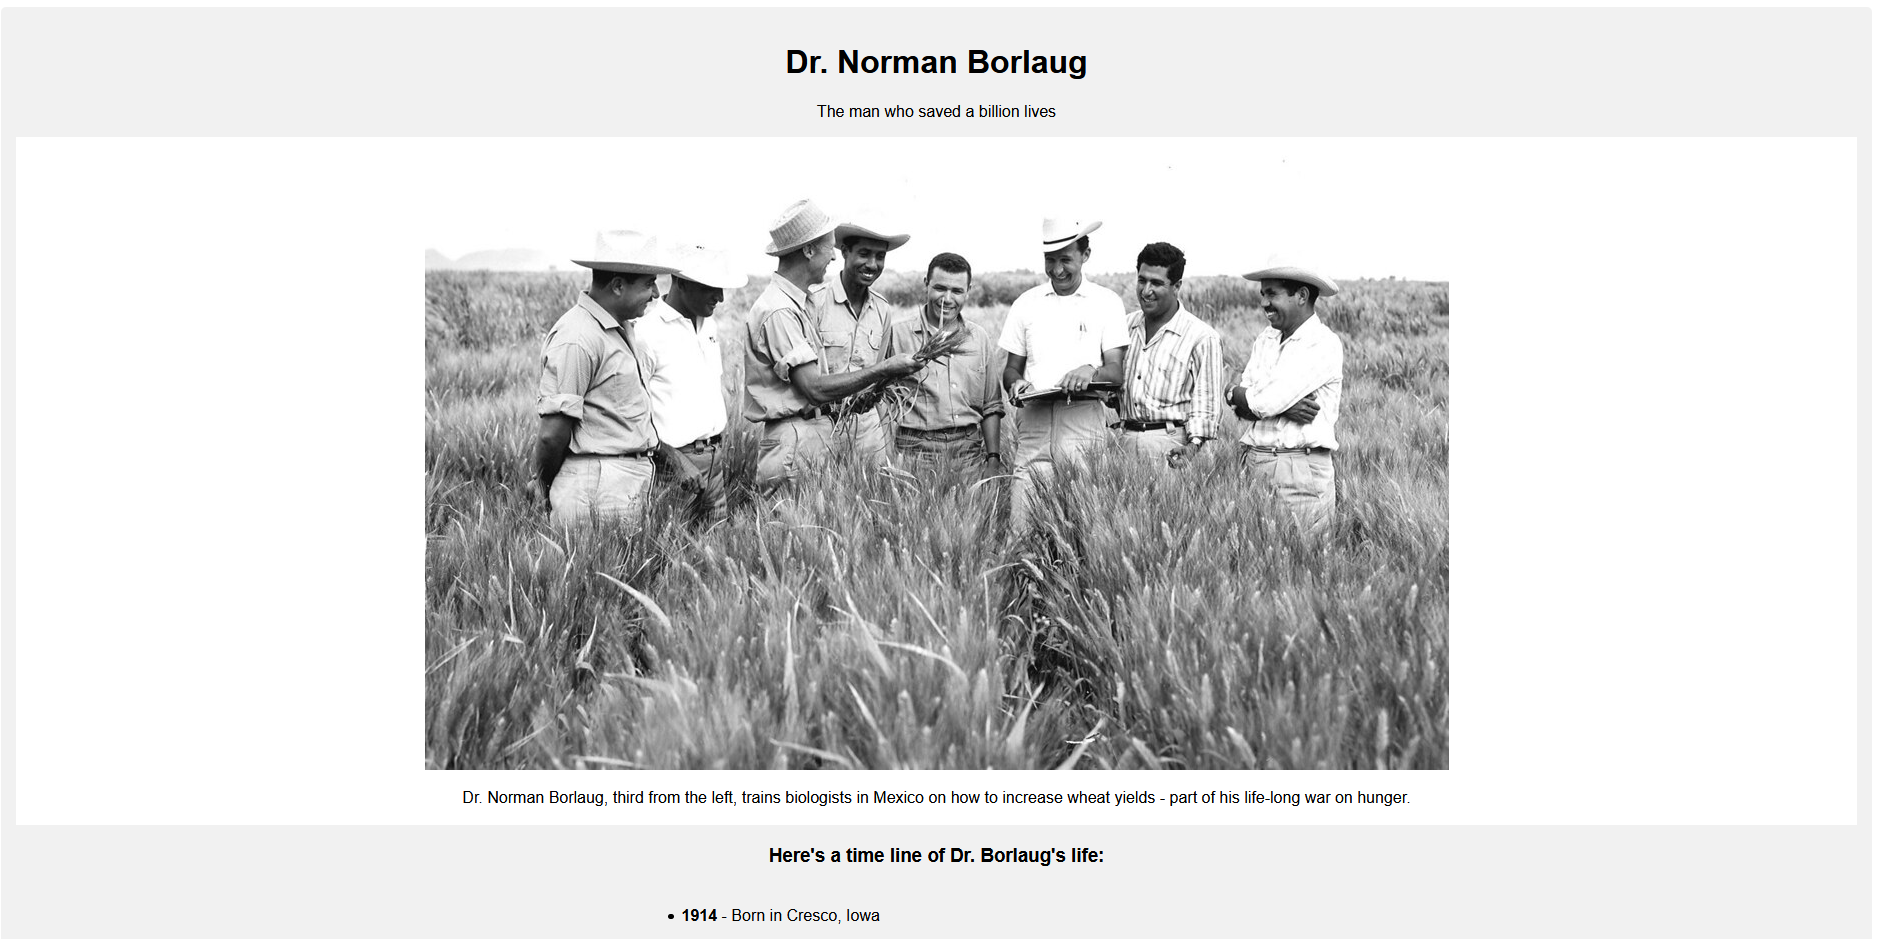 Dr. Norman Borlaug
The man who saved a billion lives
Dr. Norman Borlaug, third from the left, trains biologists in Mexico on how to increase wheat yields - part of his life-long war on hunger.
Here's a time line of Dr. Borlaug's life:
• 1914 - Born in Cresco, Iowa